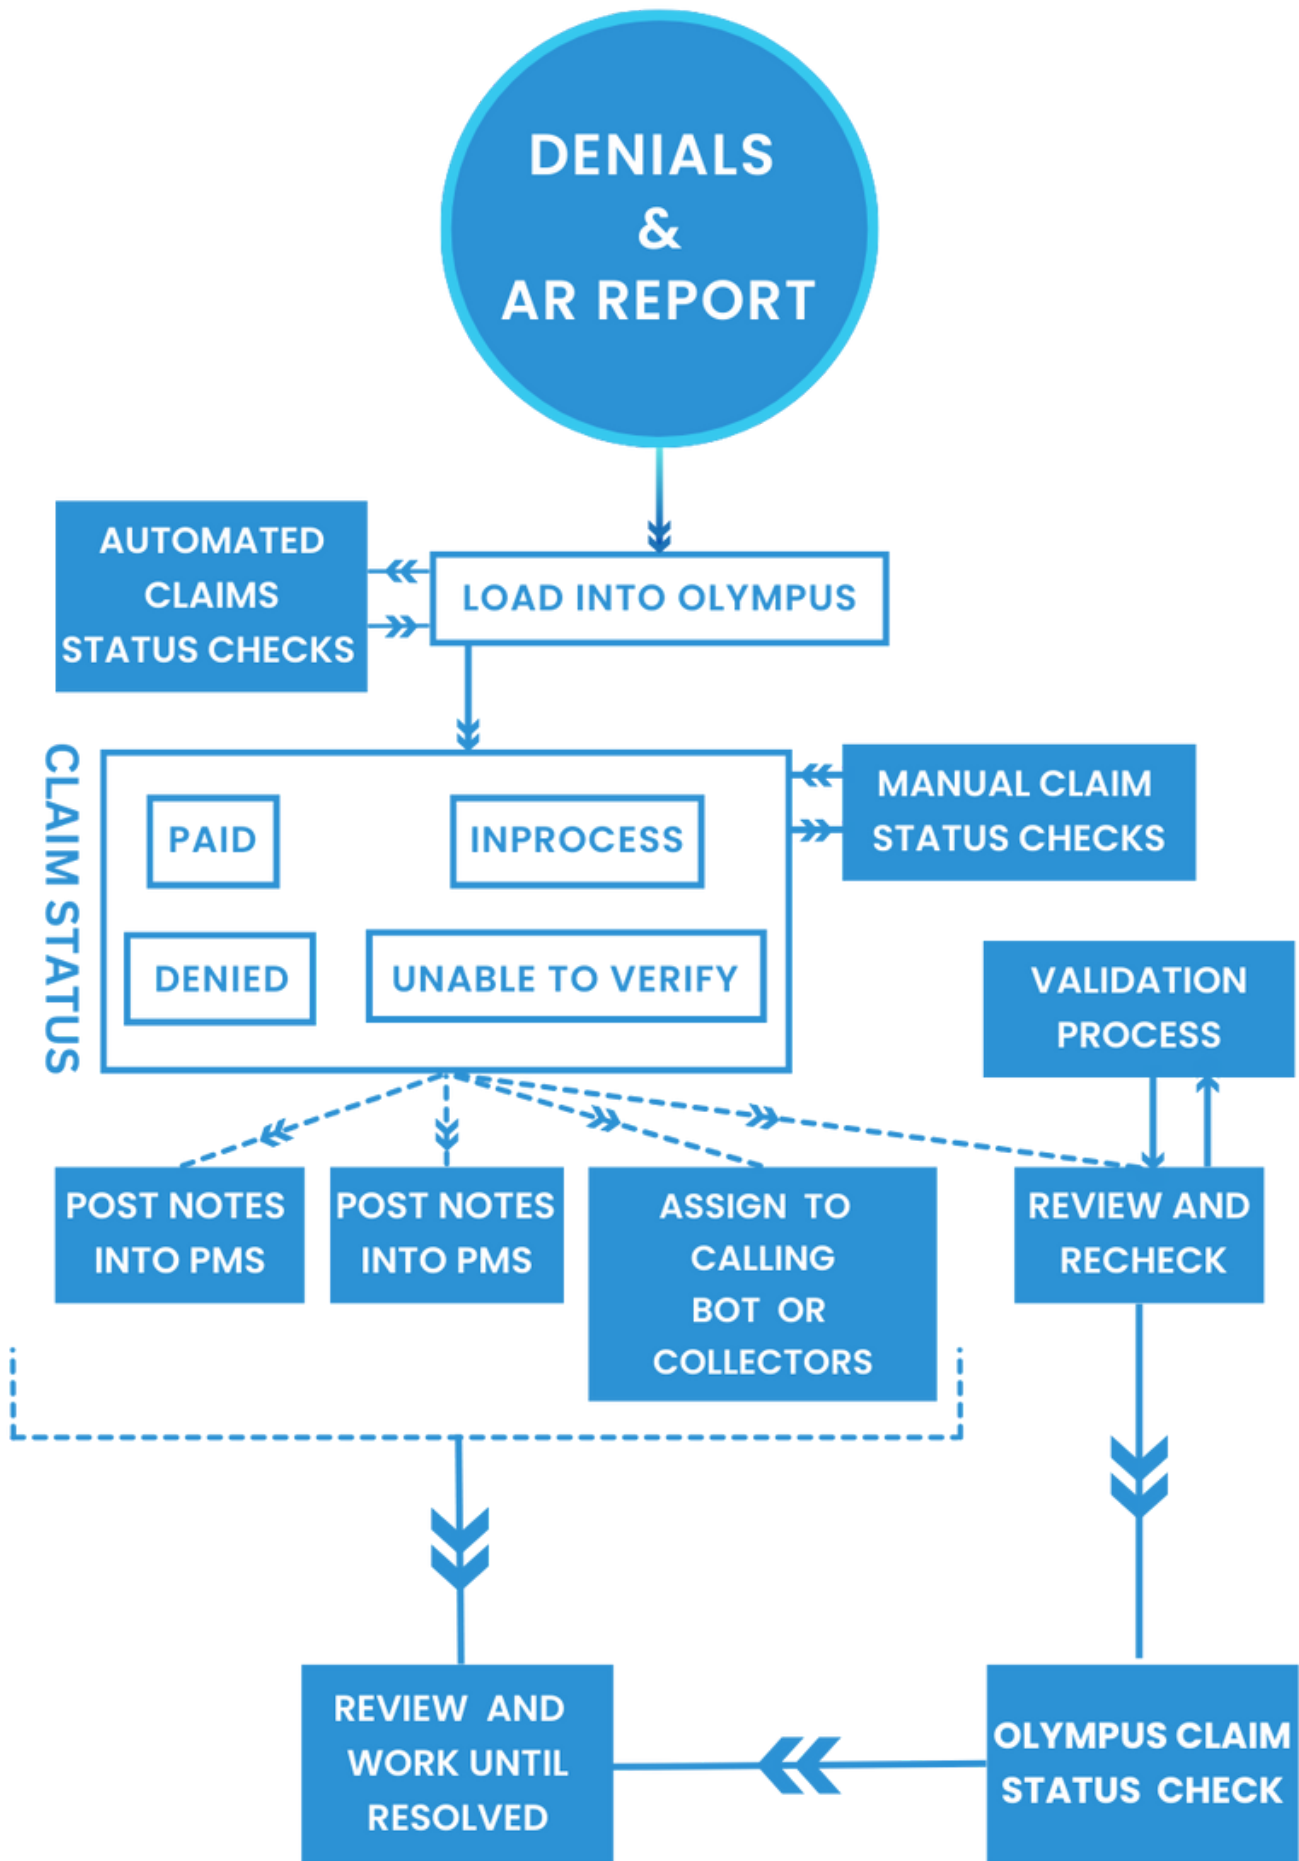 DENIALS
&
AR REPORT
AUTOMATED
CLAIMS
STATUS CHECKS
LOAD INTO OLYMPUS
CLAIM STATUS
PAID
INPROCESS
DENIED
UNABLE TO VERIFY
MANUAL CLAIM
STATUS CHECKS
VALIDATION
PROCESS
POST NOTES
INTO PMS
POST NOTES
INTO PMS
ASSIGN TO
CALLING
BOT OR
COLLECTORS
REVIEW AND
RECHECK
REVIEW AND
WORK UNTIL
RESOLVED
OLYMPUS CLAIM
STATUS CHECK